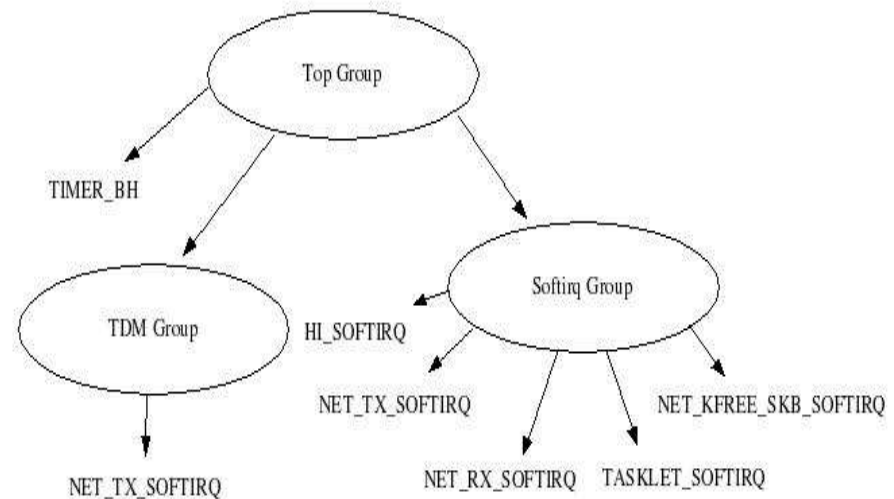 Top Group
TIMER_BH
Softirq Group
TDM Group
HI_SOFTIRQ
NET_TX_SOFTIRQ
NET_KFREE_SKB_SOFTIRQ
NET_RX_SOFTIRQ
TASKLET_SOFTIRQ
NET_TX_SOFTIRQ